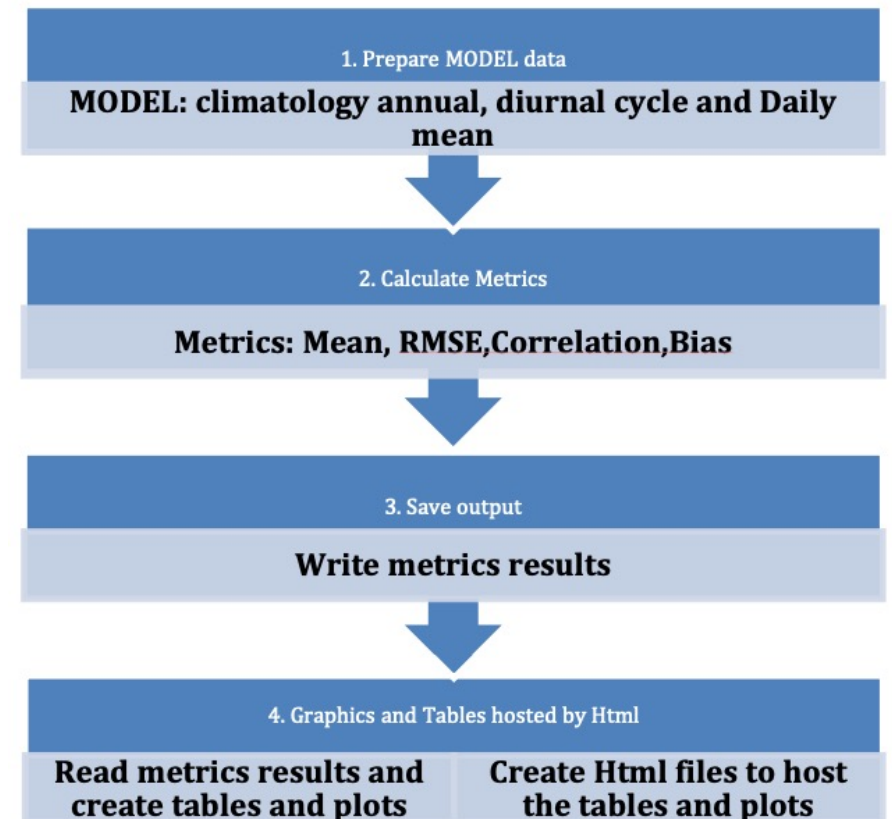 1. Prepare MODEL data
MODEL: climatology annual, diurnal cycle and Daily
mean
2. Calculate Metrics
Metrics: Mean, RMSE,Correlation,Bias
3. Save output
Write metrics results
4. Graphics and Tables hosted by Html
Read metrics results and
create tables and plots
Create Html files to host
the tables and plots